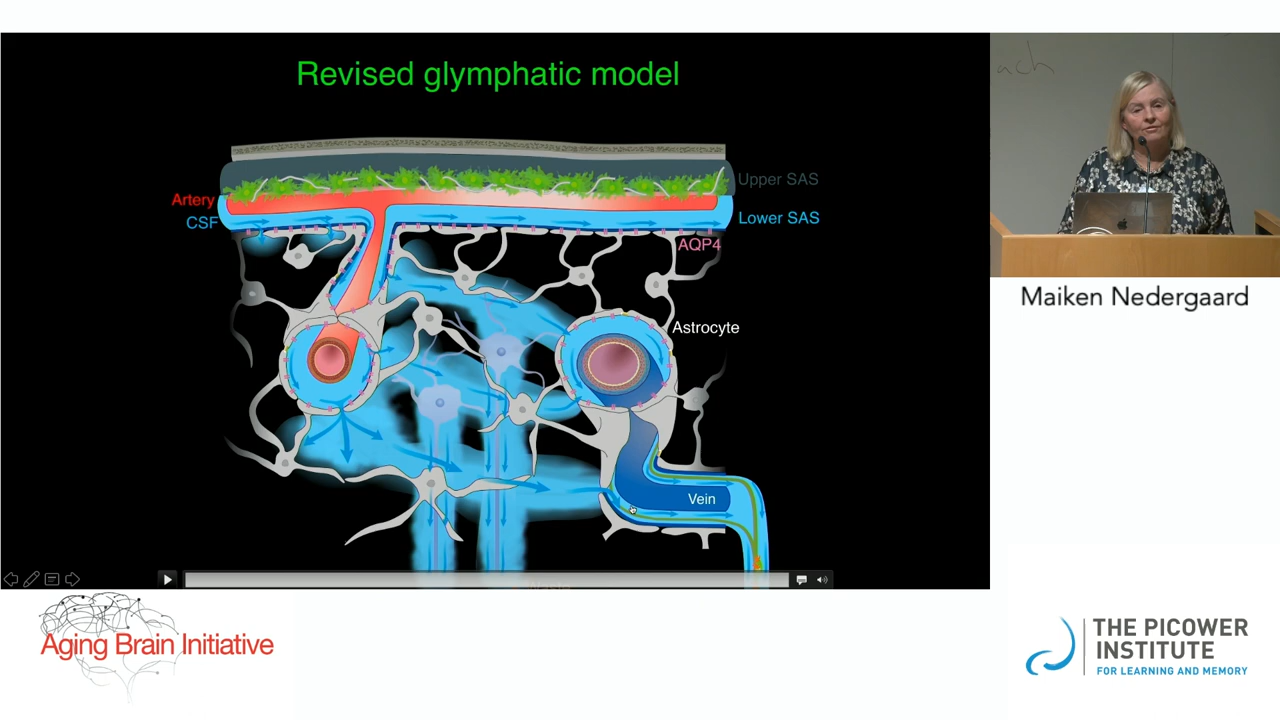 Revised glymphatic model
ach
Upper SAS
Artery
CSF
Lower SAS
AQP4
Astrocyte
Vein
Maiken Nedergaard
Aging Brain Initiative
THE PICOWER
INSTITUTE
FOR LEARNING AND MEMORY